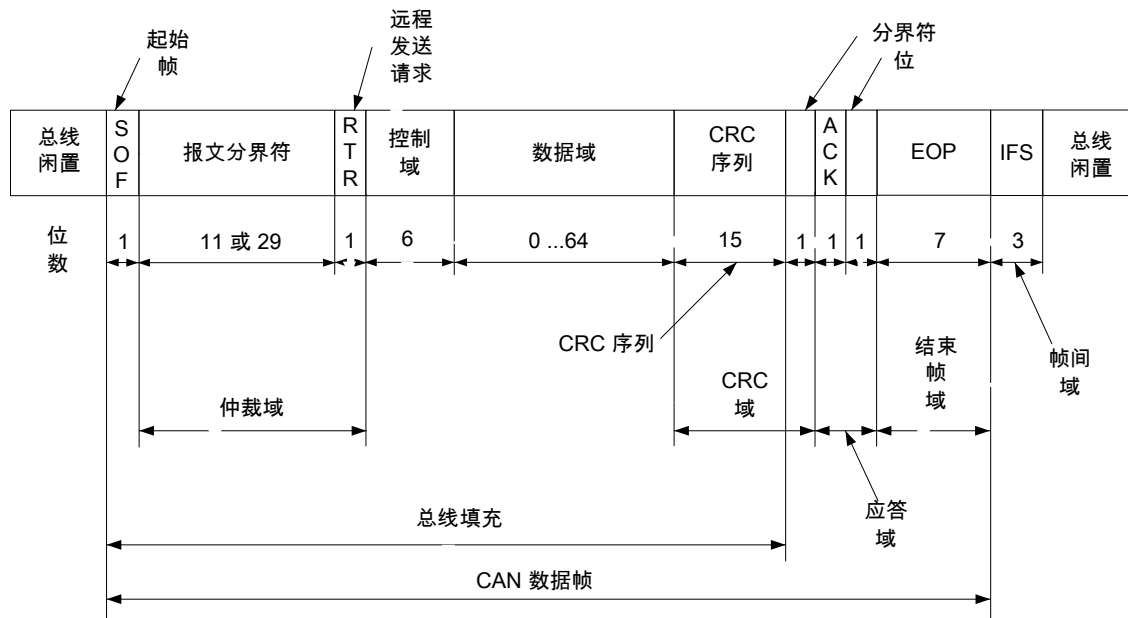 起始
帧
远程
发送
请求
分界符
位
总线
闲置
S
O
F
报文分界符
R
T
R
控制
域
数据域
CRC
序列
A
C
K
EOP
IFS
总线
闲置
位
数
1
11 或 29
1
6
0 ...64
15
1
1
1
7
3
CRC 序列
仲裁域
CRC
域
结束
帧
域
帧间
域
总线填充
应答
域
CAN 数据帧